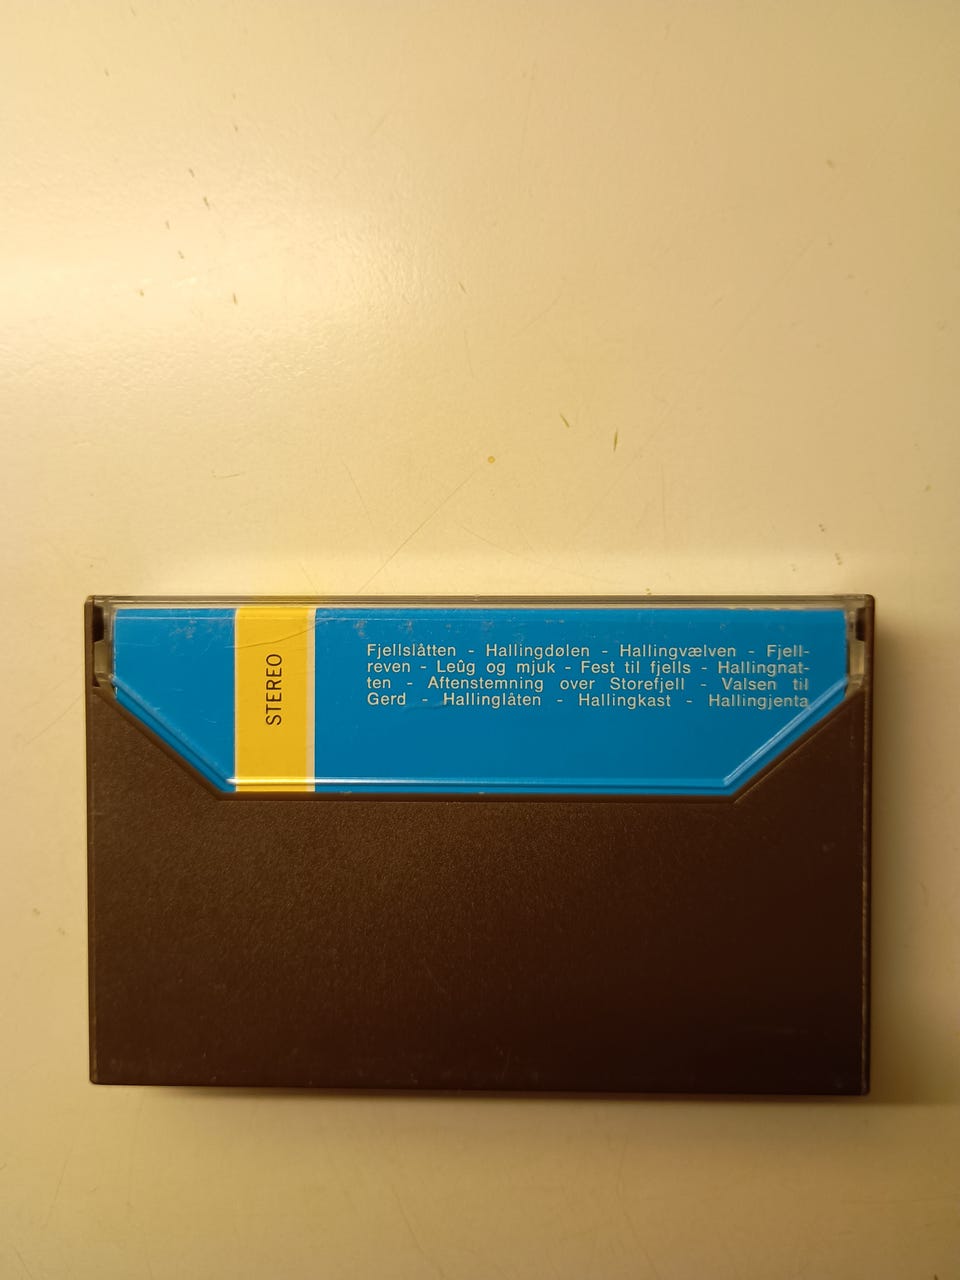 STEREO
Fjellslåtten - Hallingdølen - Hallingvælven - Fjell-
reven - Leûg og mjuk - Fest til fjells - Hallingnat-
ten - Aftenstemning over Storefjell - Valsen til
Gerd - Hallinglåten - Hallingkast - Hallingjenta